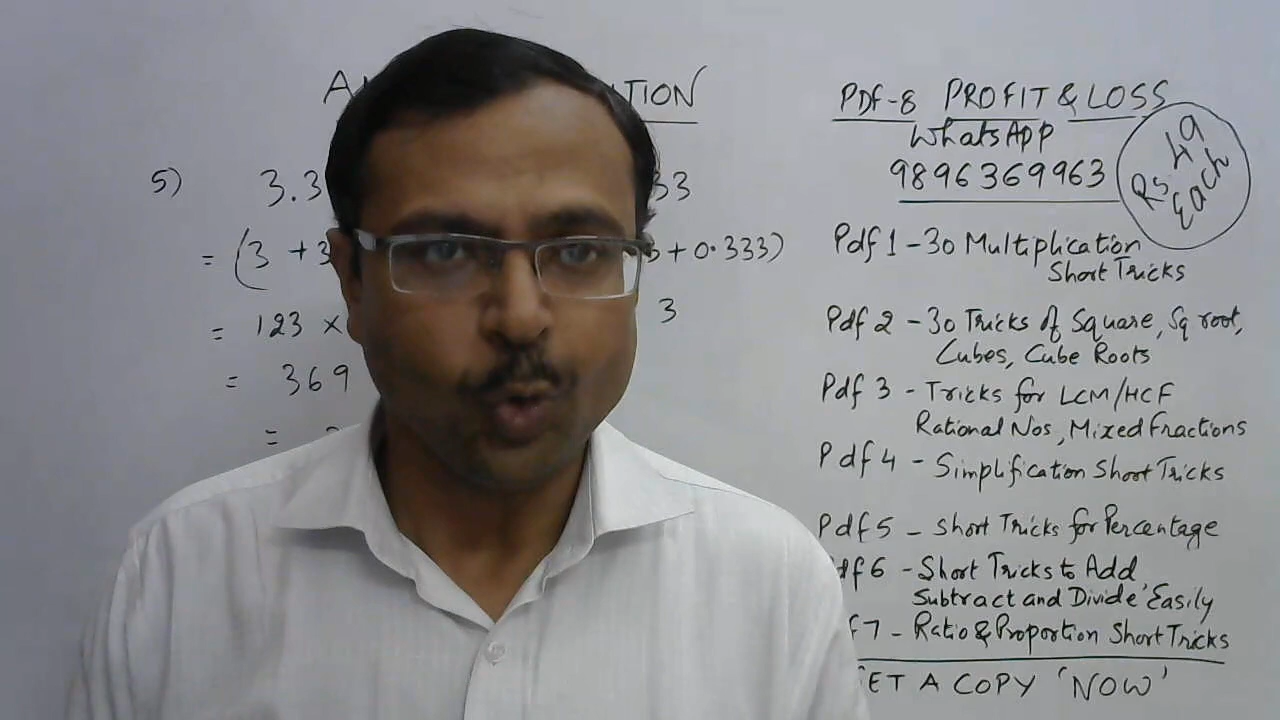 TION
5) 3.3 33
= (3 + 3 + 0.333)
= 123 × 3
= 369
=
PDF-8 PROFIT & LOSS
WhatsAPP
9896369963
Rs. 49
Each
Pdf 1 - 30 Multiplication
Short Tricks
Pdf 2 - 30 Tricks of Square, Sq root,
Cubes, Cube Roots
Pdf 3 - Tricks for LCM/HCF
Rational Nos, Mixed Fractions
Pdf 4 - Simplification Short Tricks
Pdf 5 - Short Tricks for Percentage
df 6 - Short Tricks to Add,
Subtract and Divide Easily
f 7 - Ratio & Proportion Short Tricks
ET A COPY 'NOW'